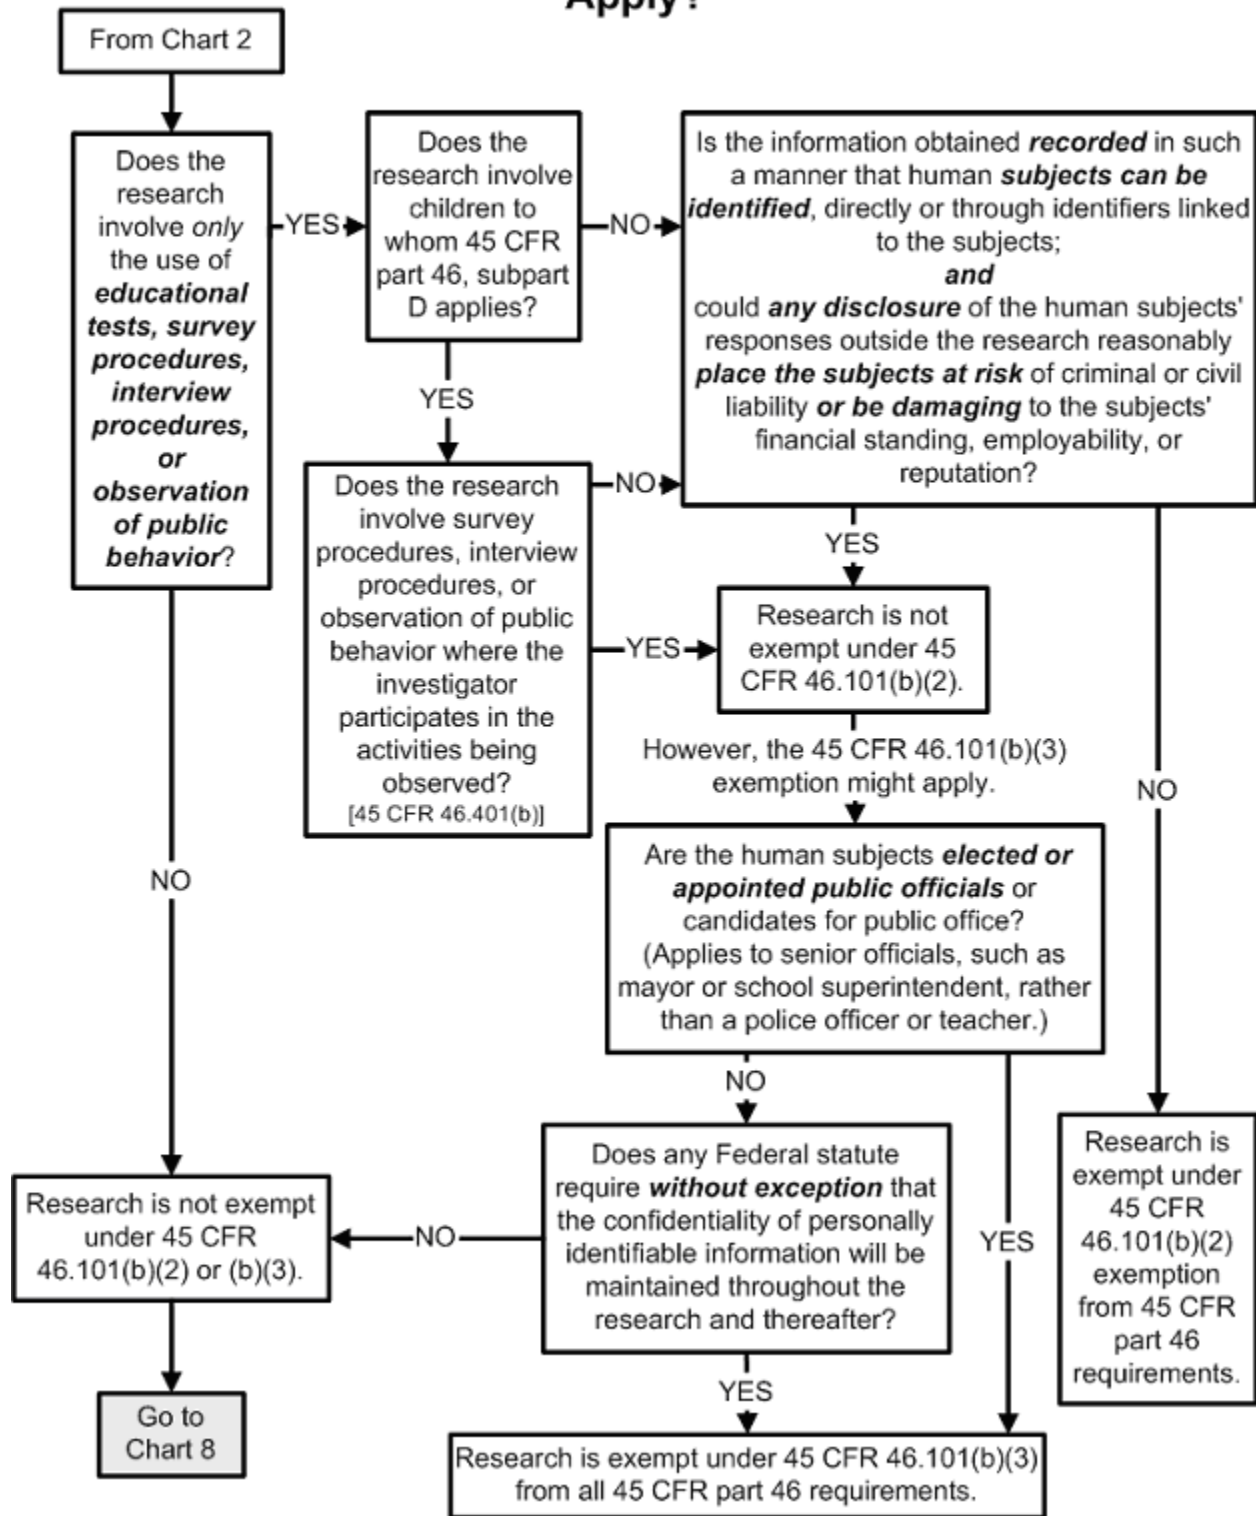 Apply?
From Chart 2
Does the
research
involve only
the use of
educational
tests, survey
procedures,
interview
procedures,
or
observation
of public
behavior?
YES
Does the
research involve
children to
whom 45 CFR
part 46, subpart
D applies?
NO
Is the information obtained recorded in such
a manner that human subjects can be
identified, directly or through identifiers linked
to the subjects;
and
could any disclosure of the human subjects'
responses outside the research reasonably
place the subjects at risk of criminal or civil
liability or be damaging to the subjects'
financial standing, employability, or
reputation?
YES
Does the research
involve survey
procedures, interview
procedures, or
observation of public
behavior where the
investigator
participates in the
activities being
observed?
[45 CFR 46.401(b)]
NO
YES
YES
Research is not
exempt under 45
CFR 46.101(b)(2).
However, the 45 CFR 46.101(b)(3)
exemption might apply.
NO
NO
Are the human subjects elected or
appointed public officials or
candidates for public office?
(Applies to senior officials, such as
mayor or school superintendent, rather
than a police officer or teacher.)
NO
YES
Does any Federal statute
require without exception that
the confidentiality of personally
identifiable information will be
maintained throughout the
research and thereafter?
NO
Research is not exempt
under 45 CFR
46.101(b)(2) or (b)(3).
Research is
exempt under
45 CFR
46.101(b)(2)
exemption
from 45 CFR
part 46
requirements.
YES
Go to
Chart 8
Research is exempt under 45 CFR 46.101(b)(3)
from all 45 CFR part 46 requirements.